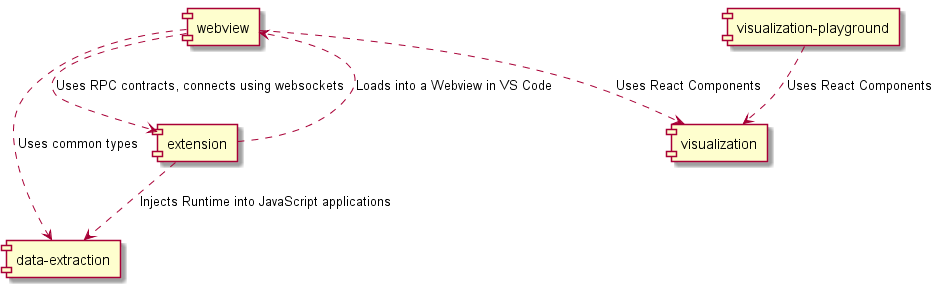 webview
visualization-playground
Uses RPC contracts, connects using websockets
Loads into a Webview in VS Code
Uses React Components
Uses React Components
Uses common types
extension
visualization
Injects Runtime into JavaScript applications
data-extraction